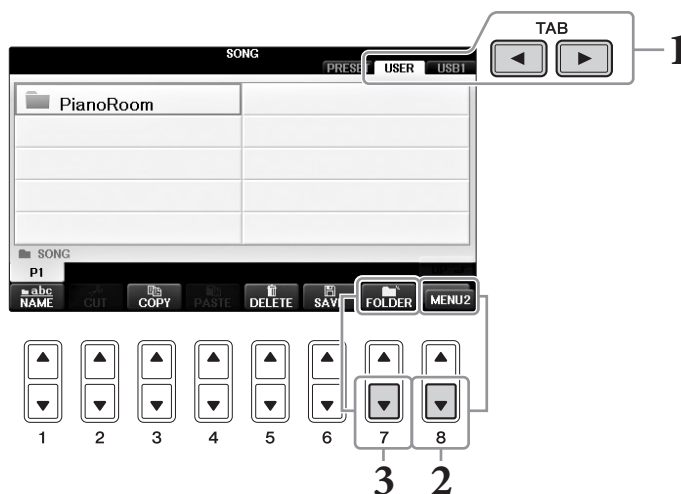 TAB
1
SONG
PRESET USER USB1
PianoRoom
SONG
P1
abc
NAME CUT COPY PASTE DELETE SAVE FOLDER MENU2
1 2 3 4 5 6 7 8
3 2